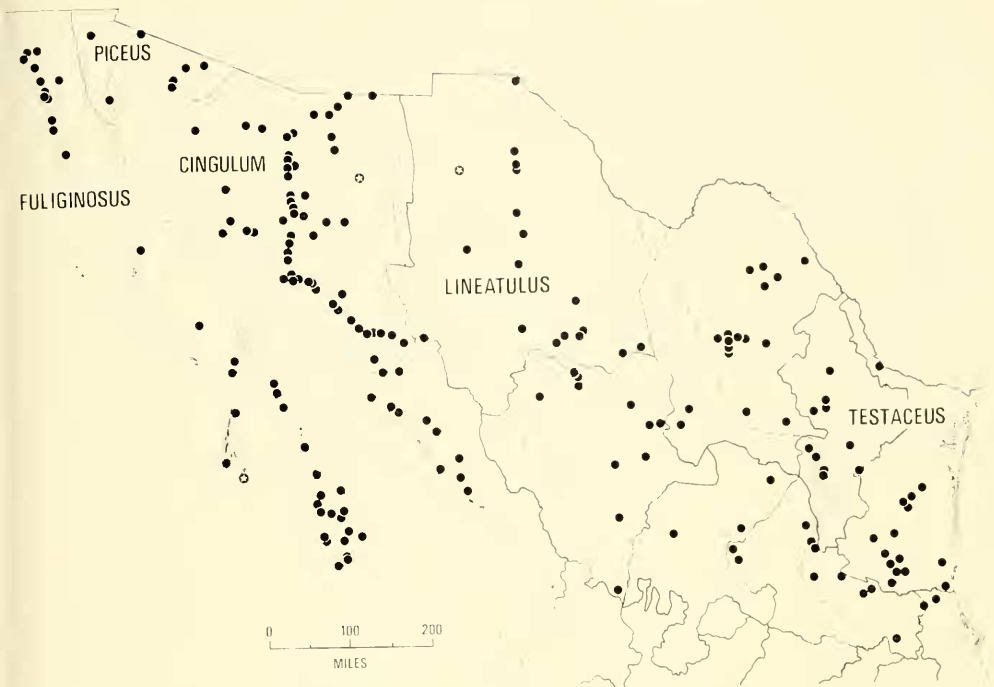 PICEUS
CINGULUM
FULIGINOSUS
LINEATULUS
TESTACEUS
0 100 200
MILES